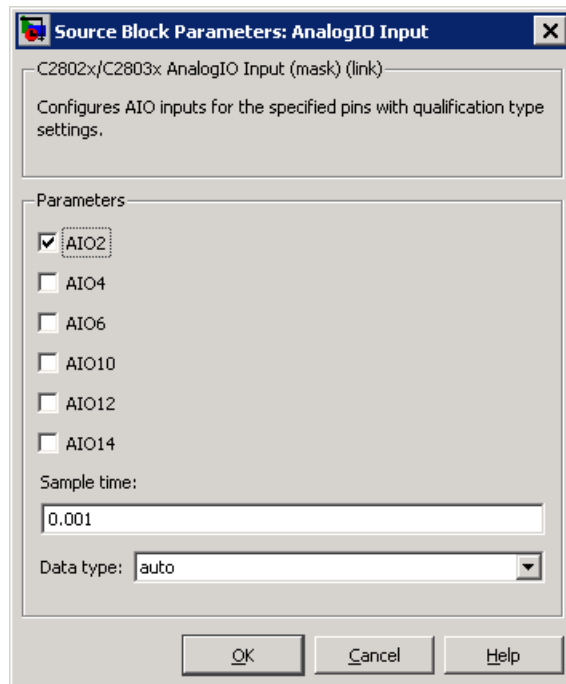 Source Block Parameters: AnalogIO Input
C2802x/C2803x AnalogIO Input (mask) (link)
Configures AIO inputs for the specified pins with qualification type
settings.
Parameters
AIO2
AIO4
AIO6
AIO10
AIO12
AIO14
Sample time:
0.001
Data type: auto
OK Cancel Help